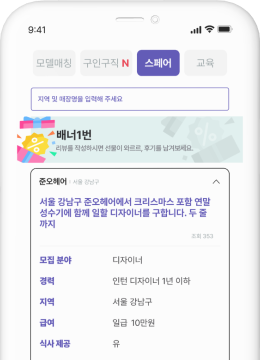 9:41
모델매칭 구인구직 N 스페어 교육
지역 및 매장명을 입력해 주세요
배너1번
리뷰를 작성하시면 선물이 와르르, 후기를 남겨보세요.
준오헤어 · 서울 강남구
서울 강남구 준오헤어에서 크리스마스 포함 연말
성수기에 함께 일할 디자이너를 구합니다. 두 줄
까지
조회 353
모집 분야 디자이너
경력 인턴 디자이너 1년 이하
지역 서울 강남구
급여 일급 10만원
식사 제공 유